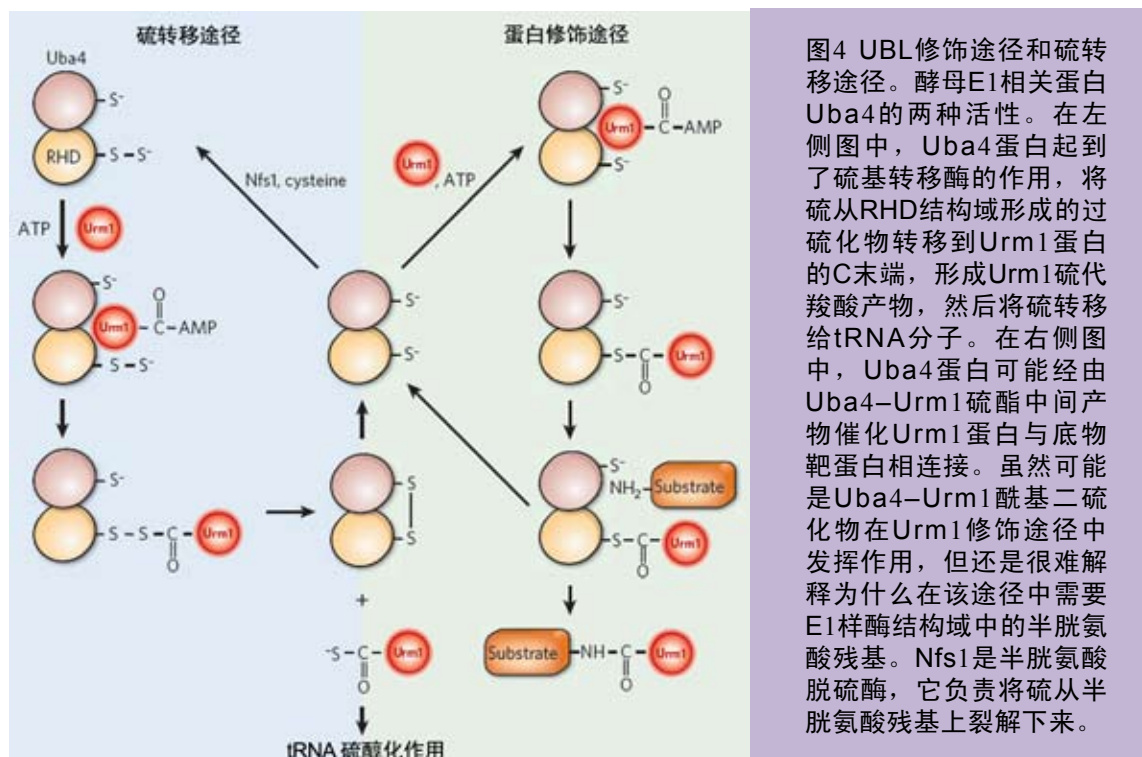 硫转移途径
Uba4
S-
RHD
S-S-
ATP
Urm1
S-
Urm1
O
C-AMP
S-S-
S-
S-S-C
O
Urm1
Nfs1, cysteine
S-
S-
S
S
+
-S-C
O
Urm1
tRNA 硫醇化作用
蛋白修饰途径
Urm1
, ATP
S-
Urm1
O
C-AMP
S-
S-
S-C
O
Urm1
S-
NH2-Substrate
S-C
O
Urm1
Substrate
NH-C
O
Urm1
图4 UBL修饰途径和硫转
移途径。酵母E1相关蛋白
Uba4的两种活性。在左
侧图中，Uba4蛋白起到
了硫基转移酶的作用，将
硫从RHD结构域形成的过
硫化物转移到Urm1蛋白
的C末端，形成Urm1硫代
羧酸产物，然后将硫转移
给tRNA分子。在右侧图
中，Uba4蛋白可能经由
Uba4–Urm1硫酯中间产
物催化Urm1蛋白与底物
靶蛋白相连接。虽然可能
是Uba4–Urm1酰基二硫
化物在Urm1修饰途径中
发挥作用，但还是很难解
释为什么在该途径中需要
E1样酶结构域中的半胱氨
酸残基。Nfs1是半胱氨酸
脱硫酶，它负责将硫从半
胱氨酸残基上裂解下来。